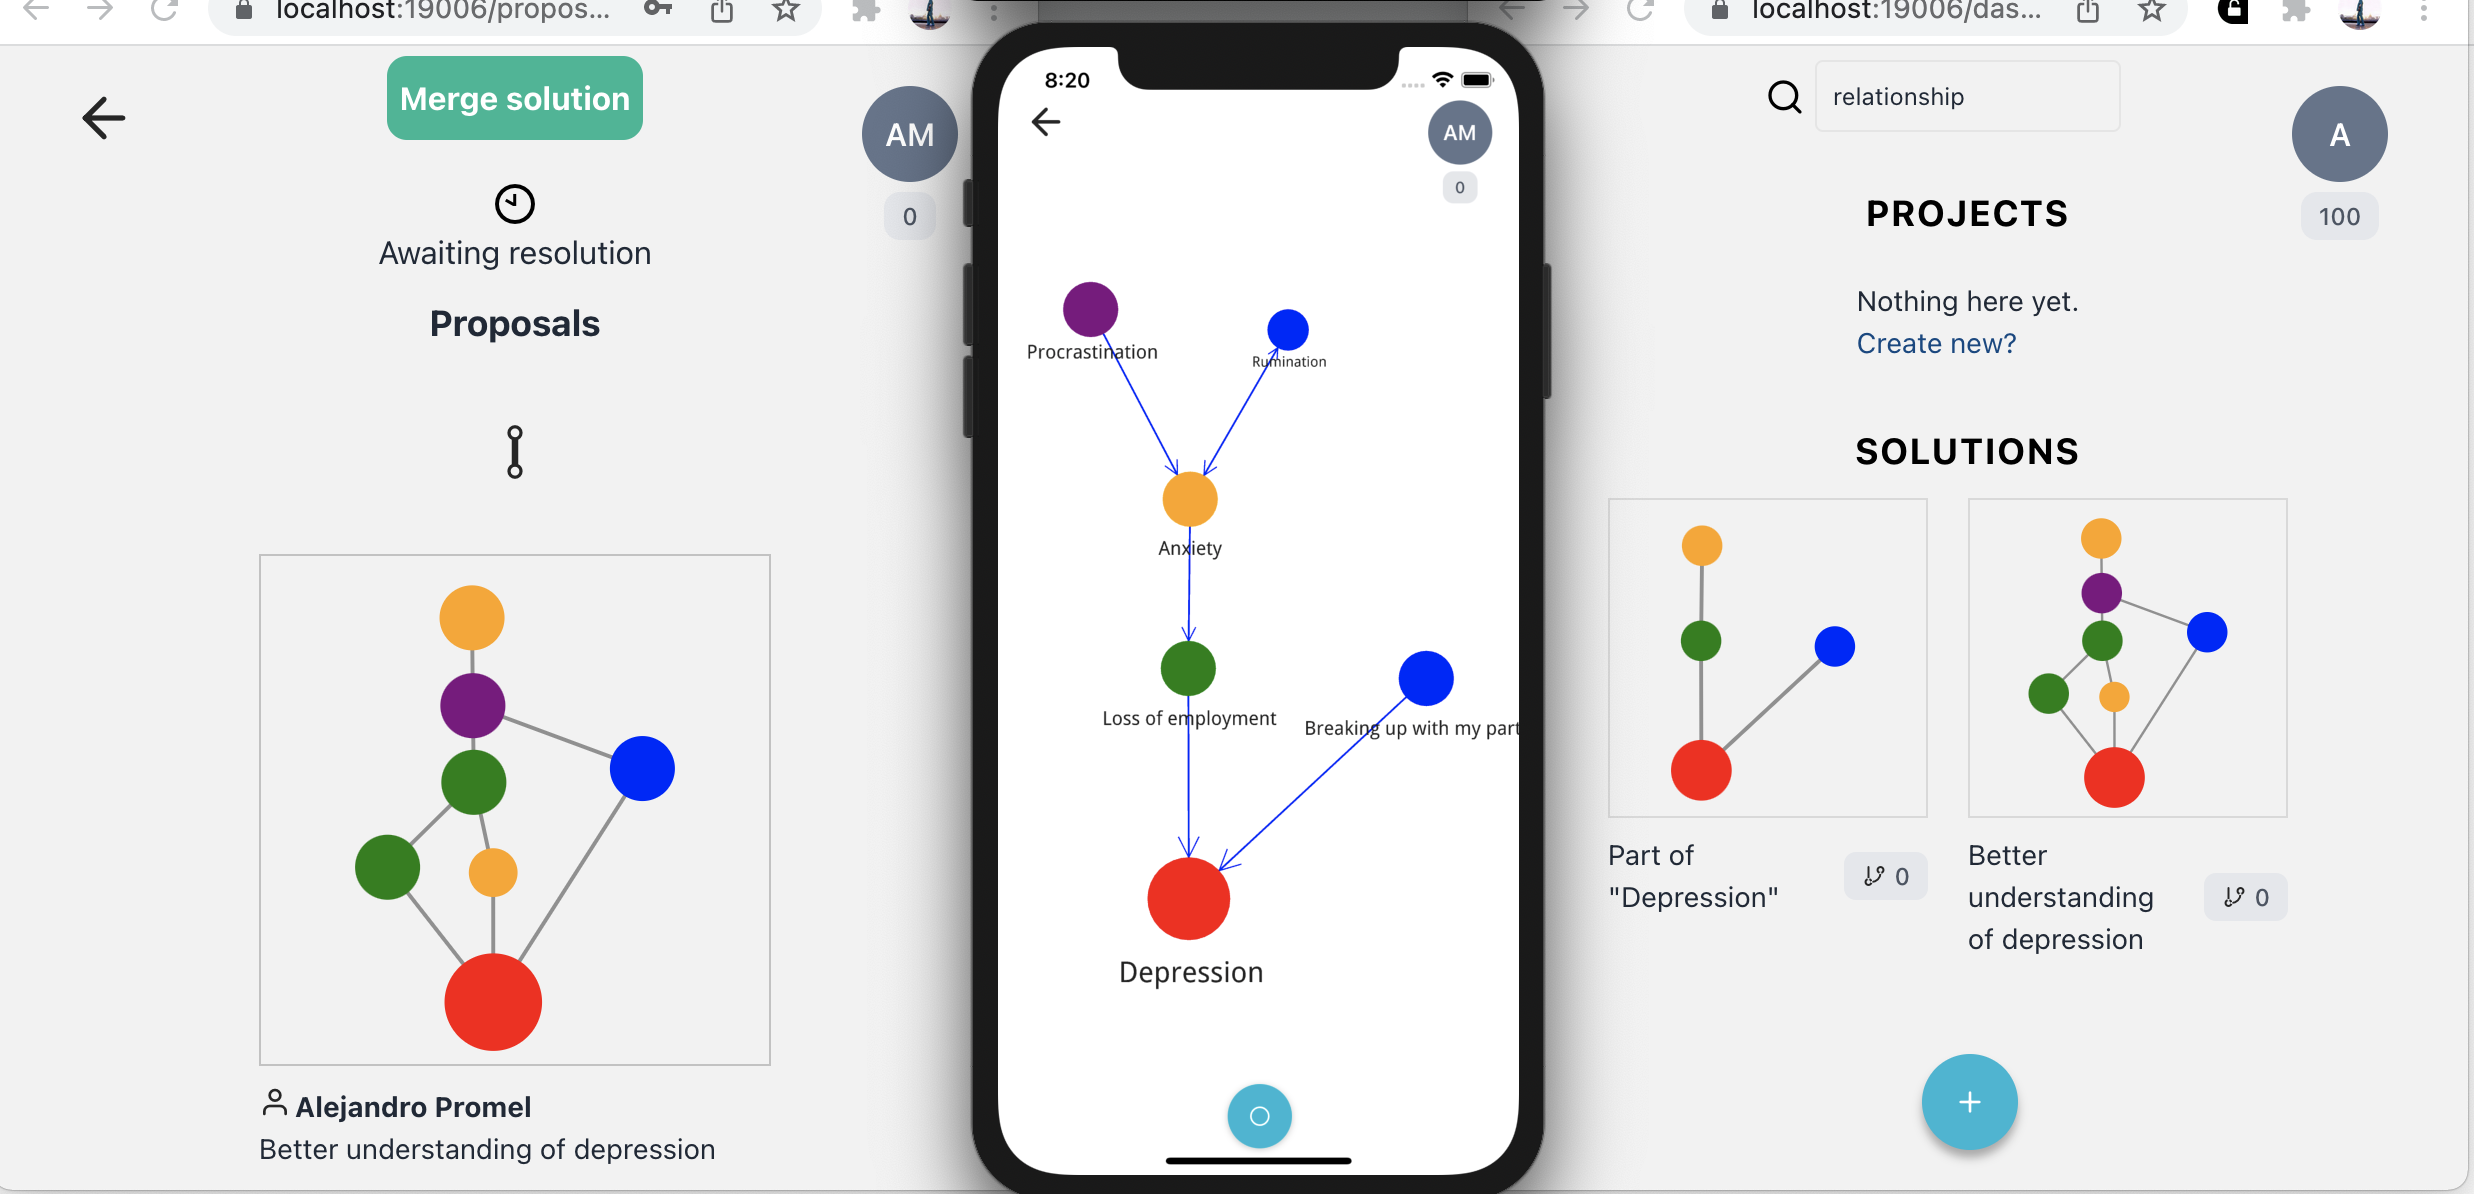 localhost:19006/propos...
Merge solution
AM
0
Awaiting resolution
Proposals
Alejandro Promel
Better understanding of depression
8:20
AM
0
Procrastination
Rumination
Anxiety
Loss of employment
Breaking up with my part
Depression
localhost:19006/das...
relationship
A
100
PROJECTS
Nothing here yet.
Create new?
SOLUTIONS
Part of
"Depression"
0
Better
understanding
of depression
0